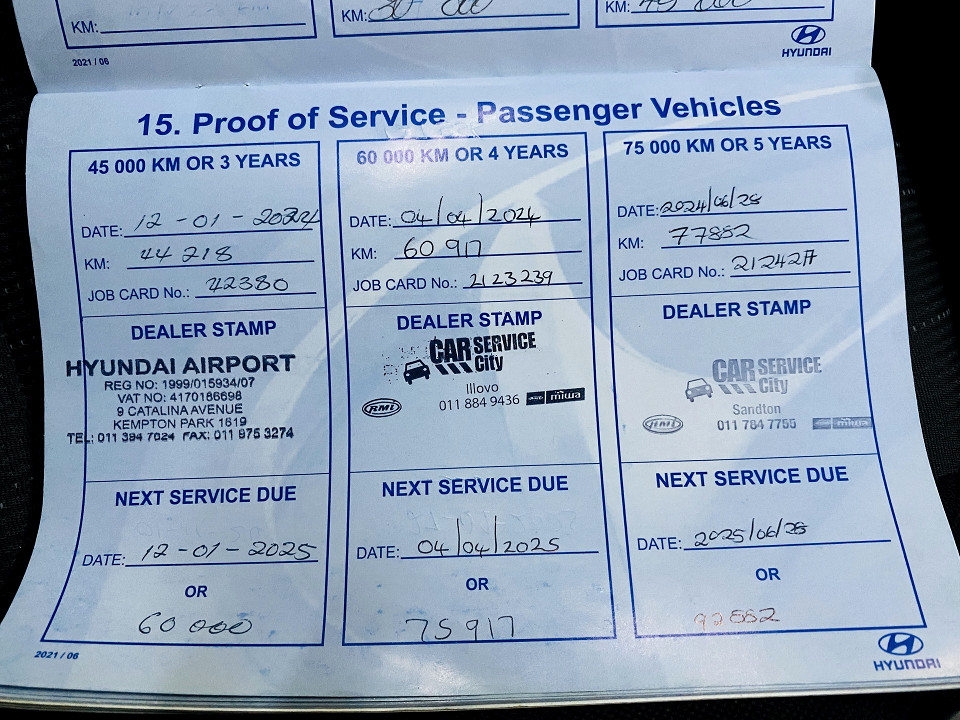 KM:
KM: 30 000
KM: 45 000
2021 / 06
HYUNDAI
15. Proof of Service - Passenger Vehicles
45 000 KM OR 3 YEARS
DATE: 12 - 01 - 2024
KM: 44 218
JOB CARD No.: 42380
DEALER STAMP
HYUNDAI AIRPORT
REG NO: 1999/015934/07
VAT NO: 4170166698
9 CATALINA AVENUE
KEMPTON PARK 1619
TEL: 011 394 7024 FAX: 011 975 3274
NEXT SERVICE DUE
DATE: 12 - 01 - 2025
OR
60 000
60 000 KM OR 4 YEARS
DATE: 04/04/2024
KM: 60 917
JOB CARD No.: 2123239
DEALER STAMP
CAR SERVICE
City
Illovo
RMI
011 884 9436
miwa
NEXT SERVICE DUE
DATE: 04/04/2025
OR
75 917
75 000 KM OR 5 YEARS
DATE: 2024/06/28
KM: 77882
JOB CARD No.:
DEALER STAMP
CAR SERVICE
City
Sandton
RMI
011 784 7755
miwa
NEXT SERVICE DUE
DATE: 2025/06/28
OR
92882
2021 / 06
HYUNDAI